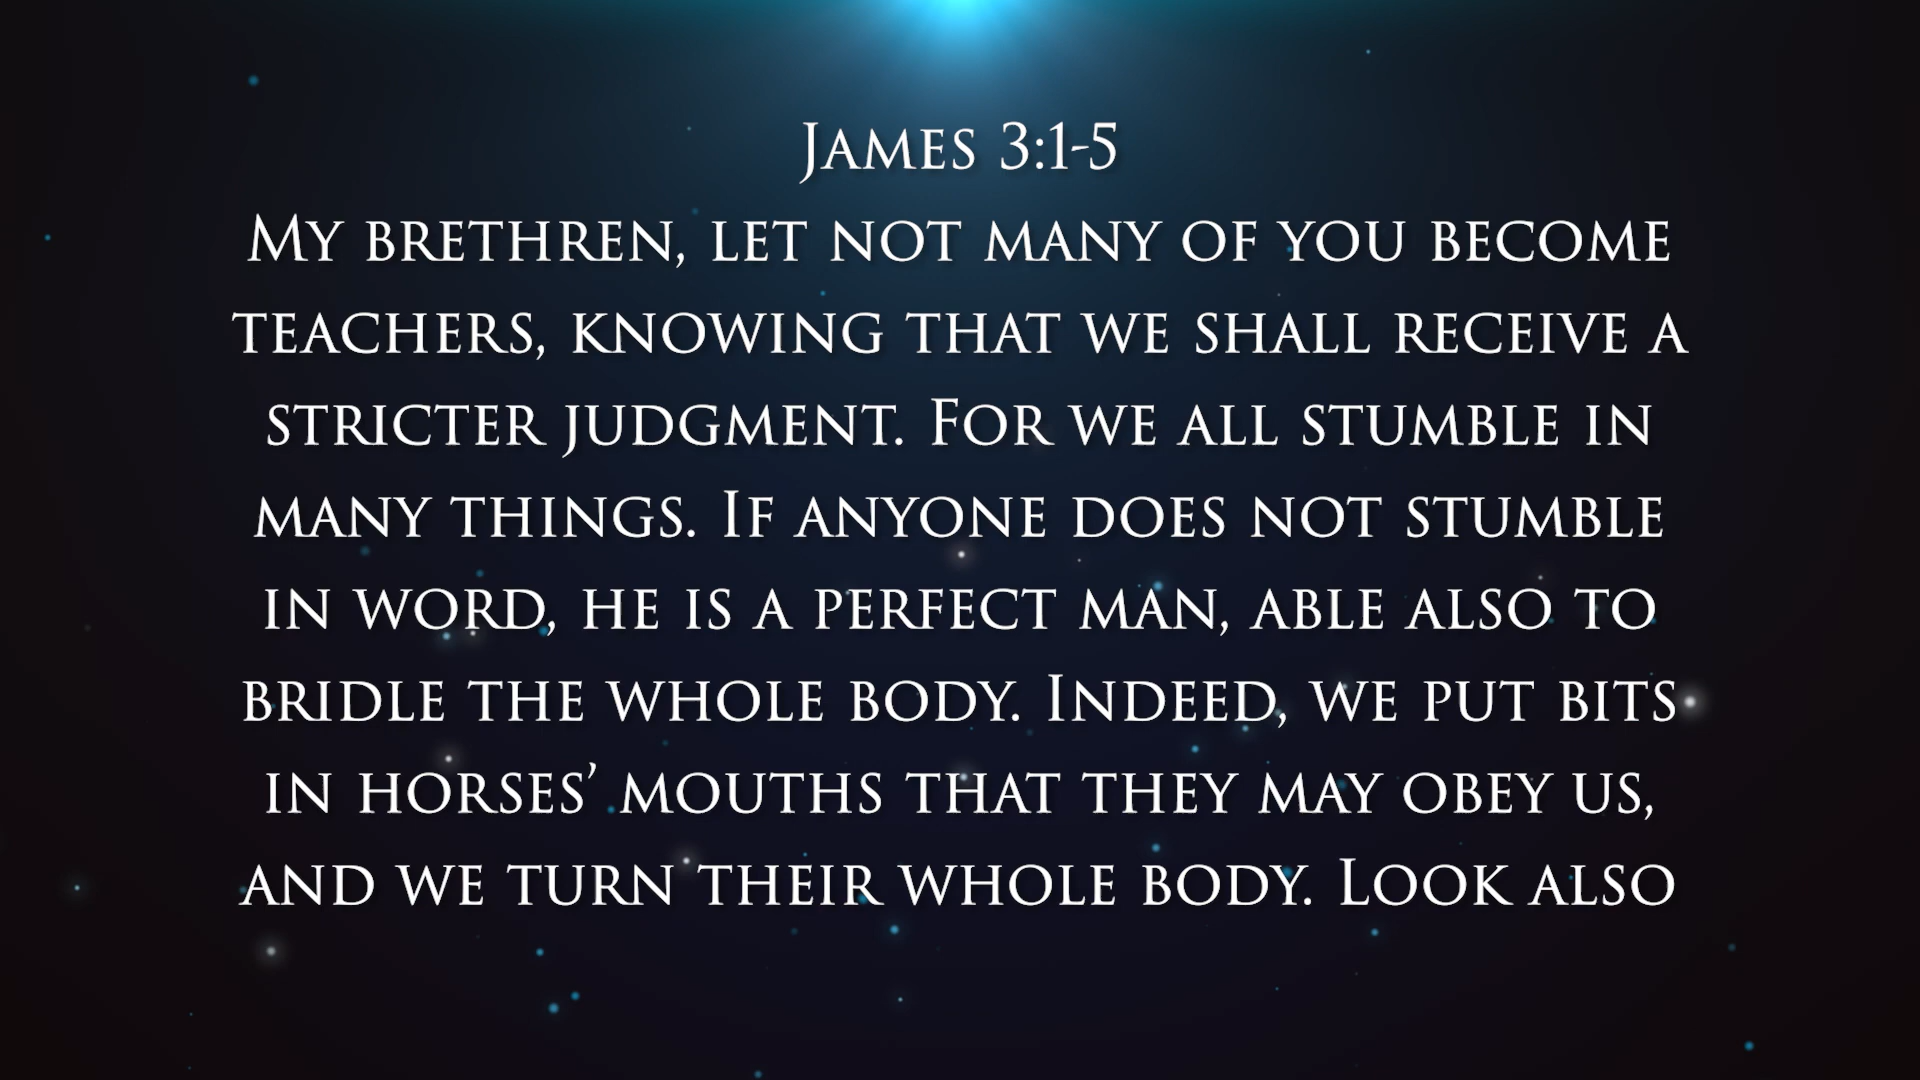 James 3:1-5
My brethren, let not many of you become
teachers, knowing that we shall receive a
stricter judgment. For we all stumble in
many things. If anyone does not stumble
in word, he is a perfect man, able also to
bridle the whole body. Indeed, we put bits
in horses’ mouths that they may obey us,
and we turn their whole body. Look also